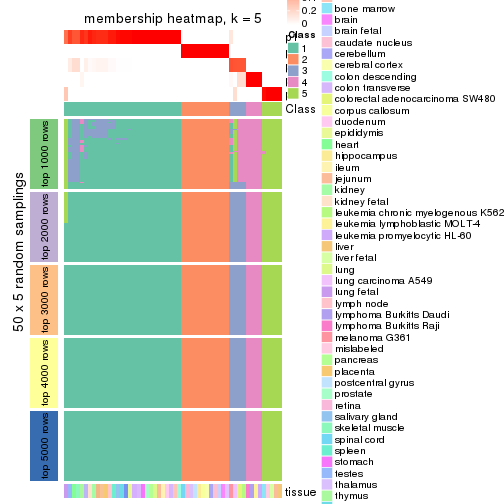 membership heatmap, k = 5
50 x 5 random samplings
top 1000 rows
top 2000 rows
top 3000 rows
top 4000 rows
top 5000 rows
Class
tissue
0.2
0
Class
1
2
3
4
5
bone marrow
brain
brain fetal
caudate nucleus
cerebellum
cerebral cortex
colon descending
colon transverse
colorectal adenocarcinoma SW480
corpus callosum
duodenum
epididymis
heart
hippocampus
ileum
jejunum
kidney
kidney fetal
leukemia chronic myelogenous K562
leukemia lymphoblastic MOLT-4
leukemia promyelocytic HL-60
liver
liver fetal
lung
lung carcinoma A549
lung fetal
lymph node
lymphoma Burkitts Daudi
lymphoma Burkitts Raji
melanoma G361
mislabeled
pancreas
placenta
postcentral gyrus
prostate
retina
salivary gland
skeletal muscle
spinal cord
spleen
stomach
testes
thalamus
thymus